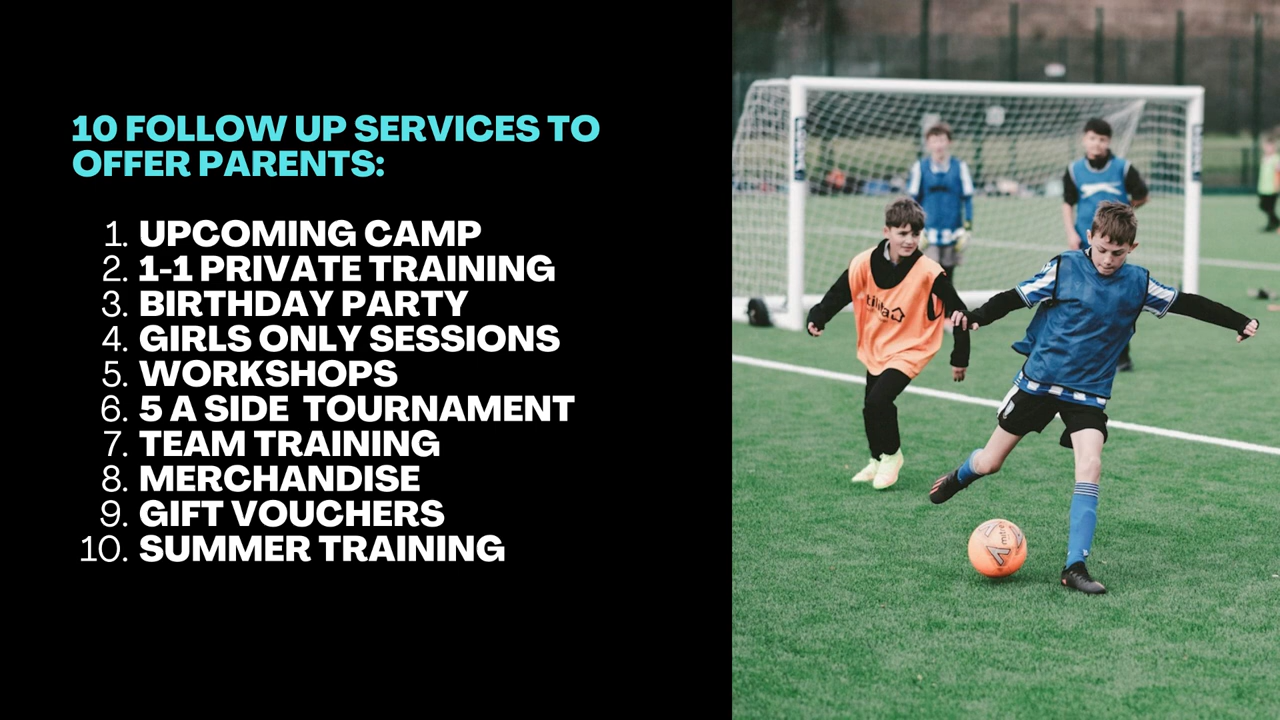 10 FOLLOW UP SERVICES TO
OFFER PARENTS:
1. UPCOMING CAMP
2. 1-1 PRIVATE TRAINING
3. BIRTHDAY PARTY
4. GIRLS ONLY SESSIONS
5. WORKSHOPS
6. 5 A SIDE TOURNAMENT
7. TEAM TRAINING
8. MERCHANDISE
9. GIFT VOUCHERS
10. SUMMER TRAINING
mitre